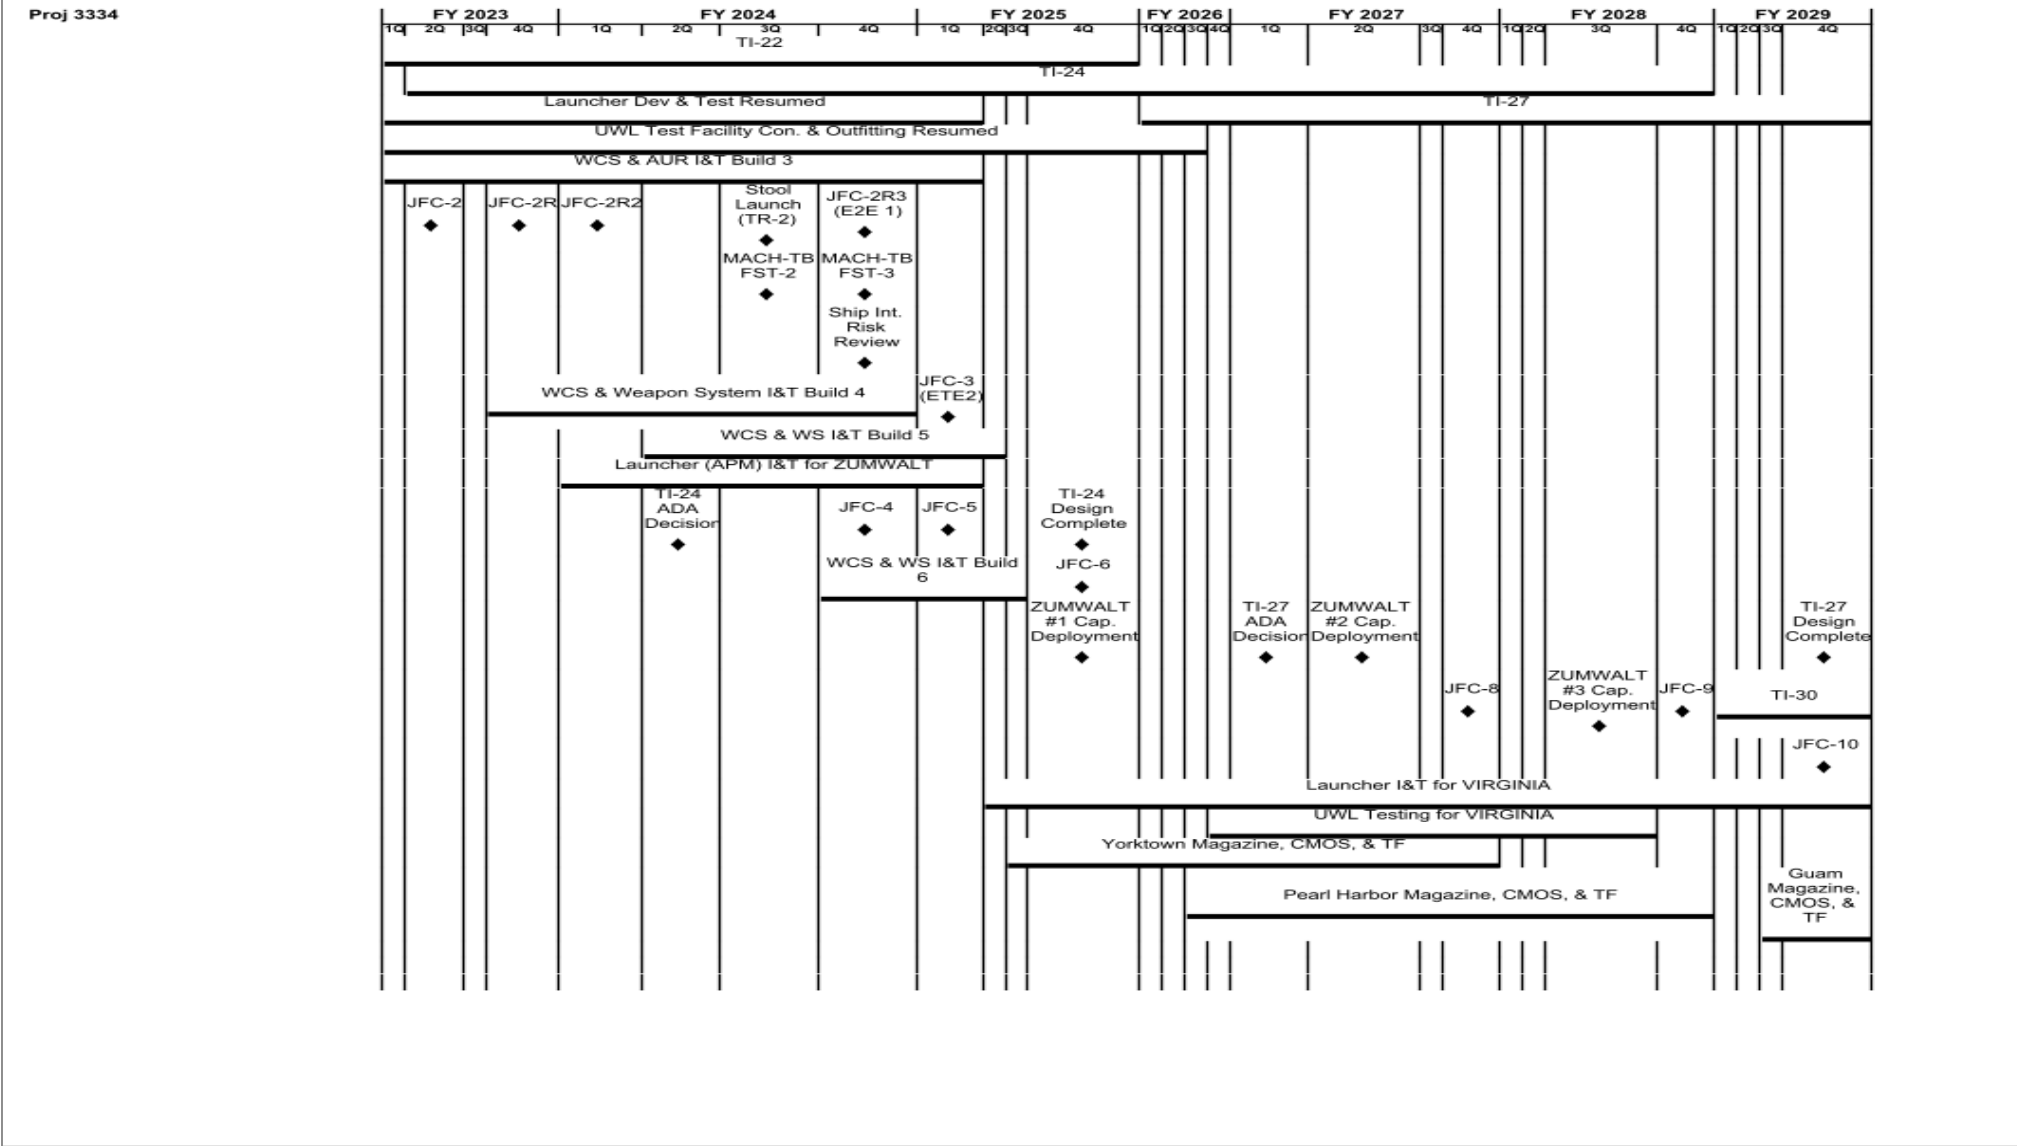 Proj 3334
FY 2023 FY 2024 FY 2025 FY 2026 FY 2027 FY 2028 FY 2029
1Q 2Q 3Q 4Q 1Q 2Q 3Q 4Q 1Q 2Q 3Q 4Q 1Q 2Q 3Q 4Q 1Q 2Q 3Q 4Q 1Q 2Q 3Q 4Q 1Q 2Q 3Q 4Q
TI-22
TI-24
Launcher Dev & Test Resumed
TI-27
UWL Test Facility Con. & Outfitting Resumed
WCS & AUR I&T Build 3
JFC-2
JFC-2R
JFC-2R2
Stool
Launch
(TR-2)
JFC-2R3
(E2E 1)
MACH-TB
FST-2
MACH-TB
FST-3
Ship Int.
Risk
Review
WCS & Weapon System I&T Build 4
JFC-3
(ETE2)
WCS & WS I&T Build 5
Launcher (APM) I&T for ZUMWALT
TI-24
ADA
Decision
JFC-4
JFC-5
TI-24
Design
Complete
WCS & WS I&T Build
6
JFC-6
ZUMWALT
#1 Cap.
Deployment
TI-27
ADA
Decision
ZUMWALT
#2 Cap.
Deployment
TI-27
Design
Complete
JFC-8
ZUMWALT
#3 Cap.
Deployment
JFC-9
TI-30
JFC-10
Launcher I&T for VIRGINIA
UWL Testing for VIRGINIA
Yorktown Magazine, CMOS, & TF
Pearl Harbor Magazine, CMOS, & TF
Guam
Magazine,
CMOS, &
TF